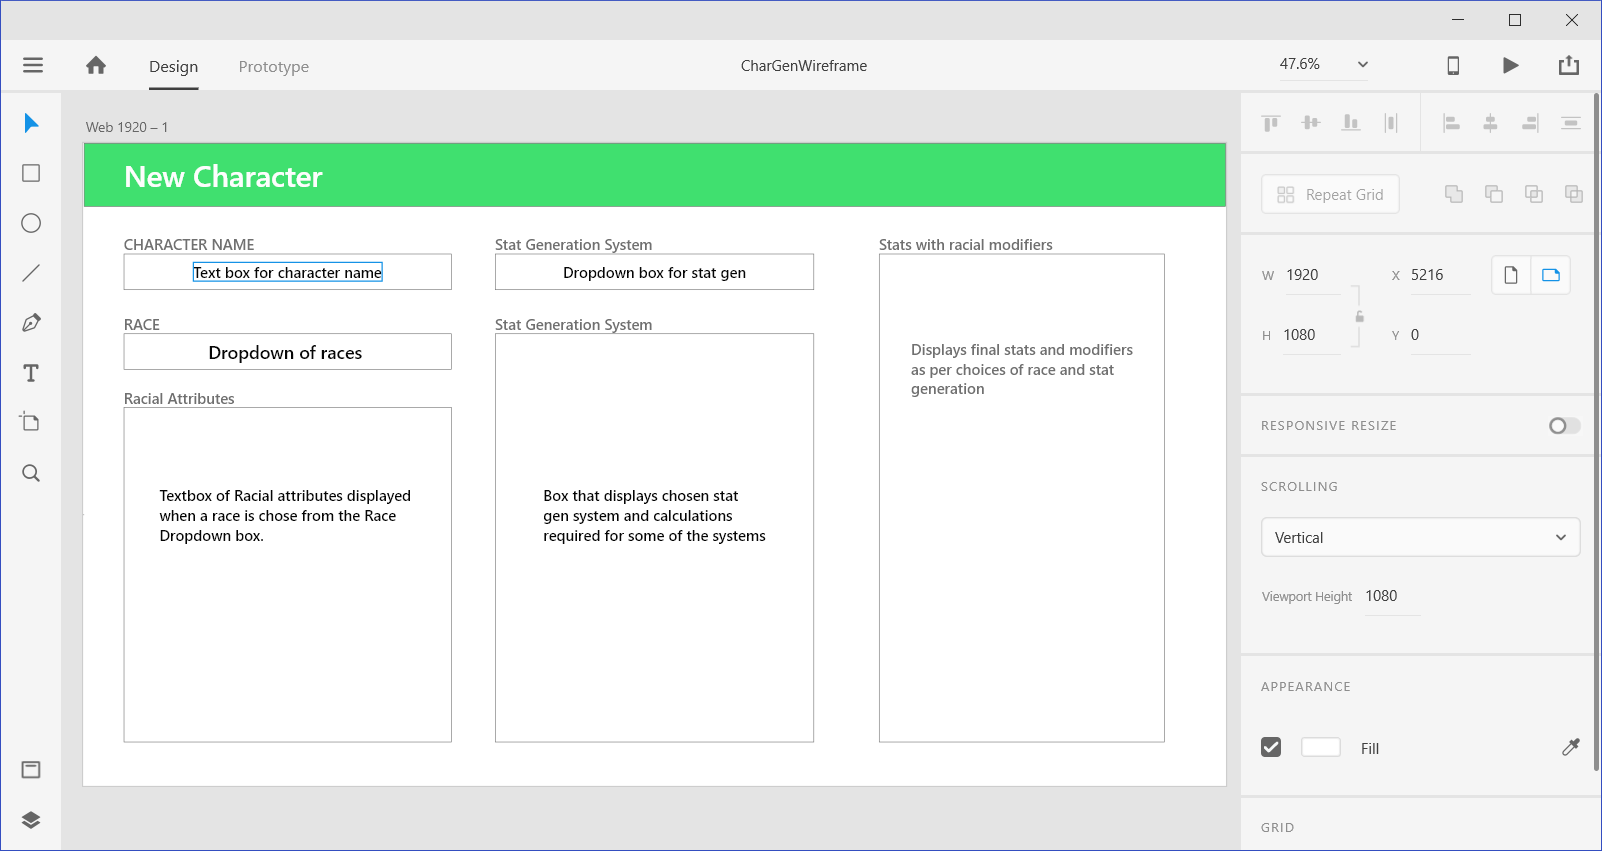 Design
Prototype
CharGenWireframe
47.6%
Web 1920 – 1
New Character
CHARACTER NAME
Text box for character name
RACE
Dropdown of races
Racial Attributes
Textbox of Racial attributes displayed
when a race is chose from the Race
Dropdown box.
Stat Generation System
Dropdown box for stat gen
Stat Generation System
Box that displays chosen stat
gen system and calculations
required for some of the systems
Stats with racial modifiers
Displays final stats and modifiers
as per choices of race and stat
generation
Repeat Grid
W 1920
X 5216
H 1080
Y 0
RESPONSIVE RESIZE
SCROLLING
Vertical
Viewport Height 1080
APPEARANCE
Fill
GRID